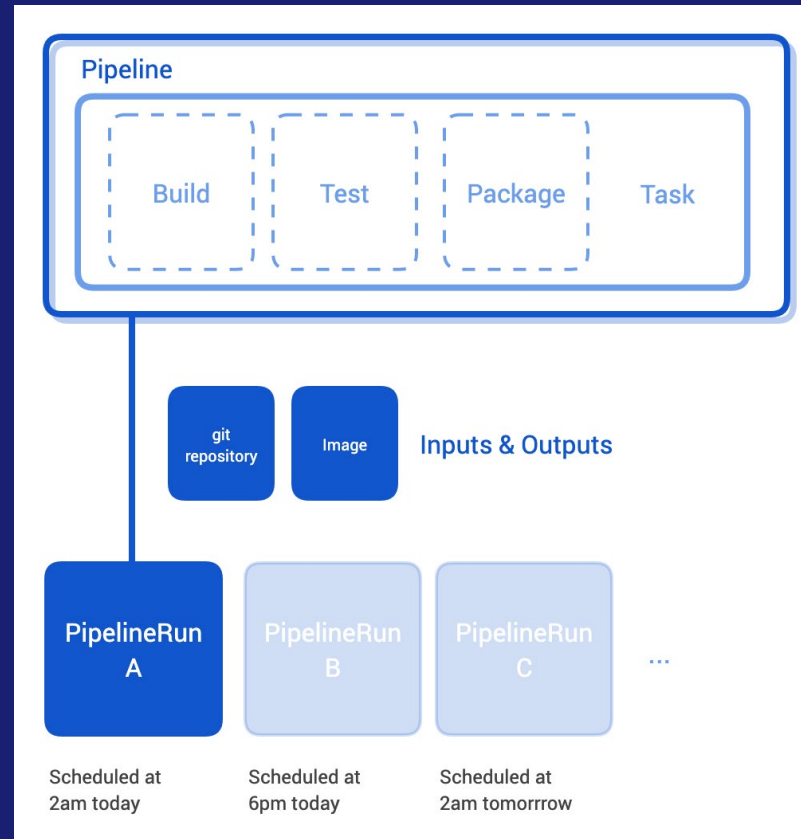 Pipeline
Build
Test
Package
Task
git
repository
Image
Inputs & Outputs
PipelineRun
A
PipelineRun
B
PipelineRun
C
...
Scheduled at
2am today
Scheduled at
6pm today
Scheduled at
2am tomorrrow